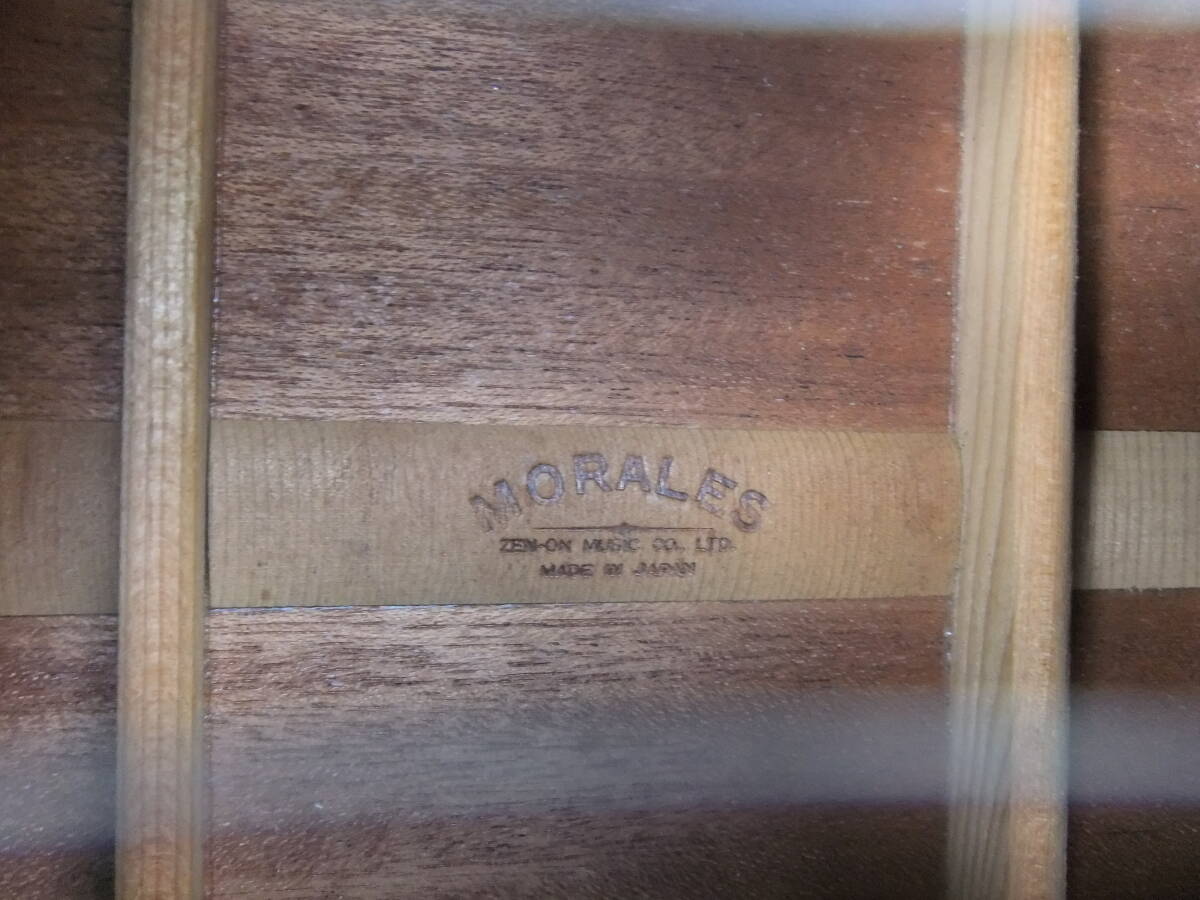 MORALES
ZEN-ON MUSIC CO., LTD.
MADE IN JAPAN